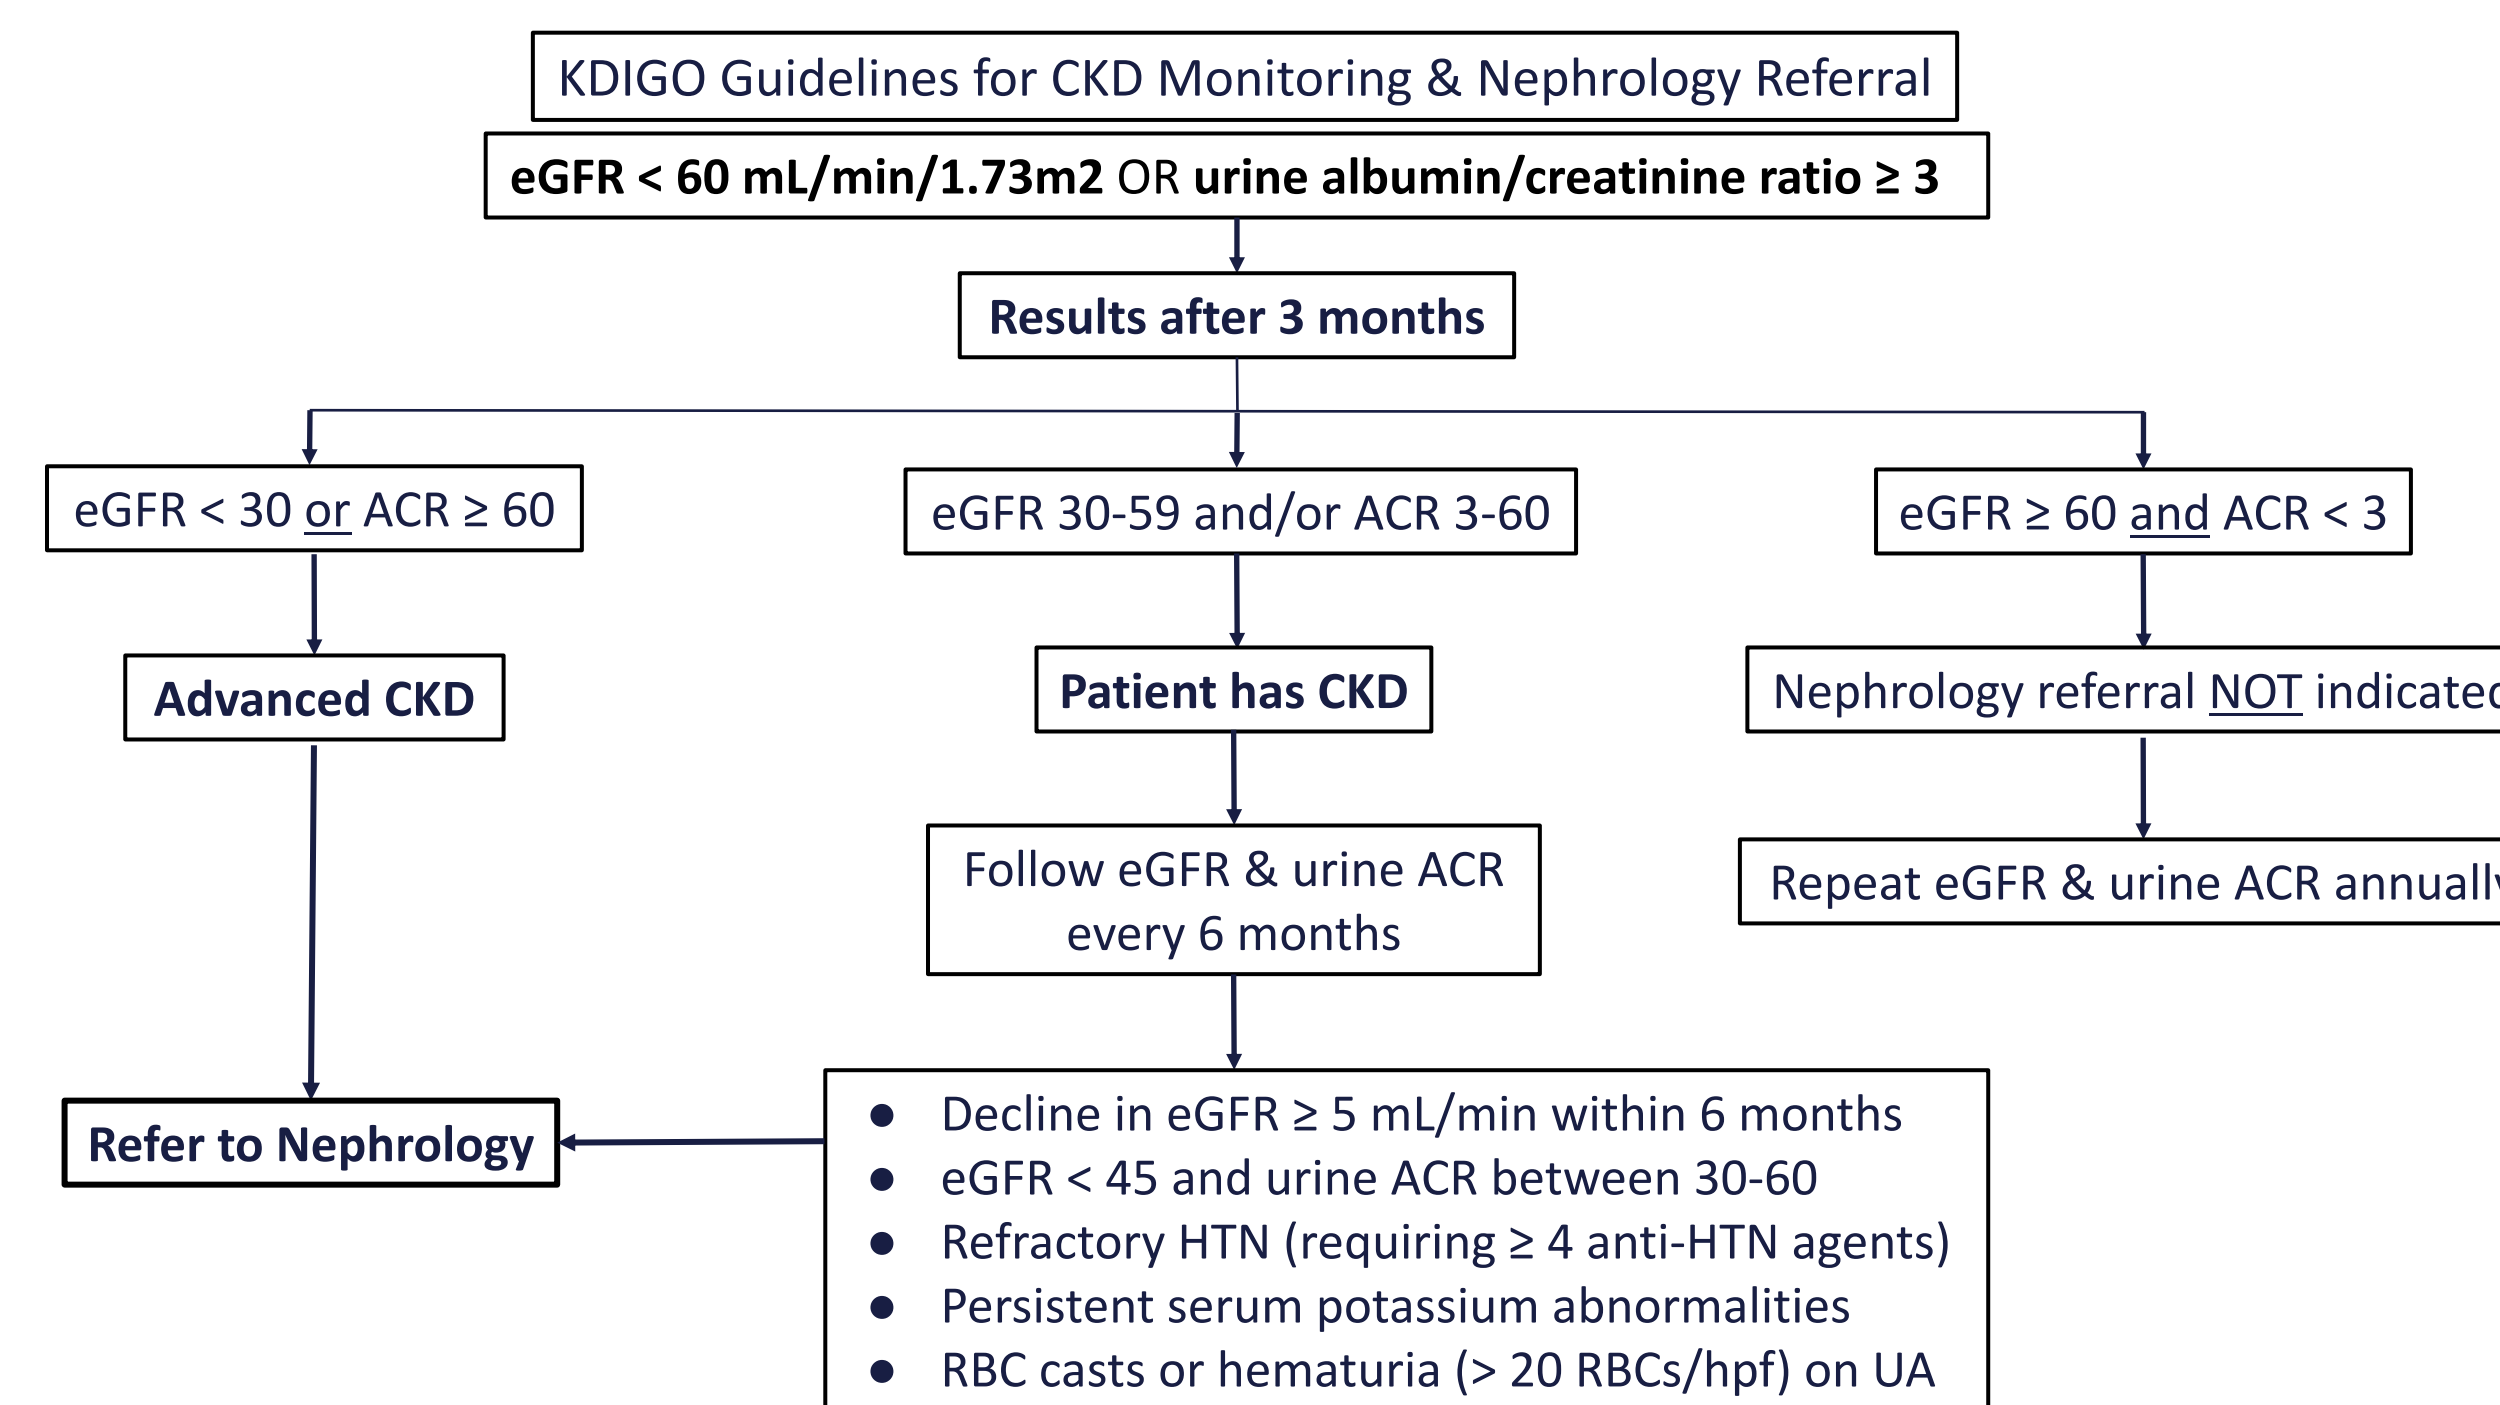 KDIGO Guidelines for CKD Monitoring & Nephrology Referral
eGFR < 60 mL/min/1.73m2 OR urine albumin/creatinine ratio ≥ 3
Results after 3 months
eGFR < 30 or ACR ≥ 60
eGFR 30-59 and/or ACR 3-60
eGFR ≥ 60 and ACR < 3
Advanced CKD
Patient has CKD
Nephrology referral NOT indicate
Follow eGFR & urine ACR
every 6 months
Repeat eGFR & urine ACR annually
Refer to Nephrology
● Decline in eGFR ≥ 5 mL/min within 6 months
● eGFR < 45 and urine ACR between 30-60
● Refractory HTN (requiring ≥ 4 anti-HTN agents)
● Persistent serum potassium abnormalities
● RBC casts or hematuria (> 20 RBCs/hpf) on UA